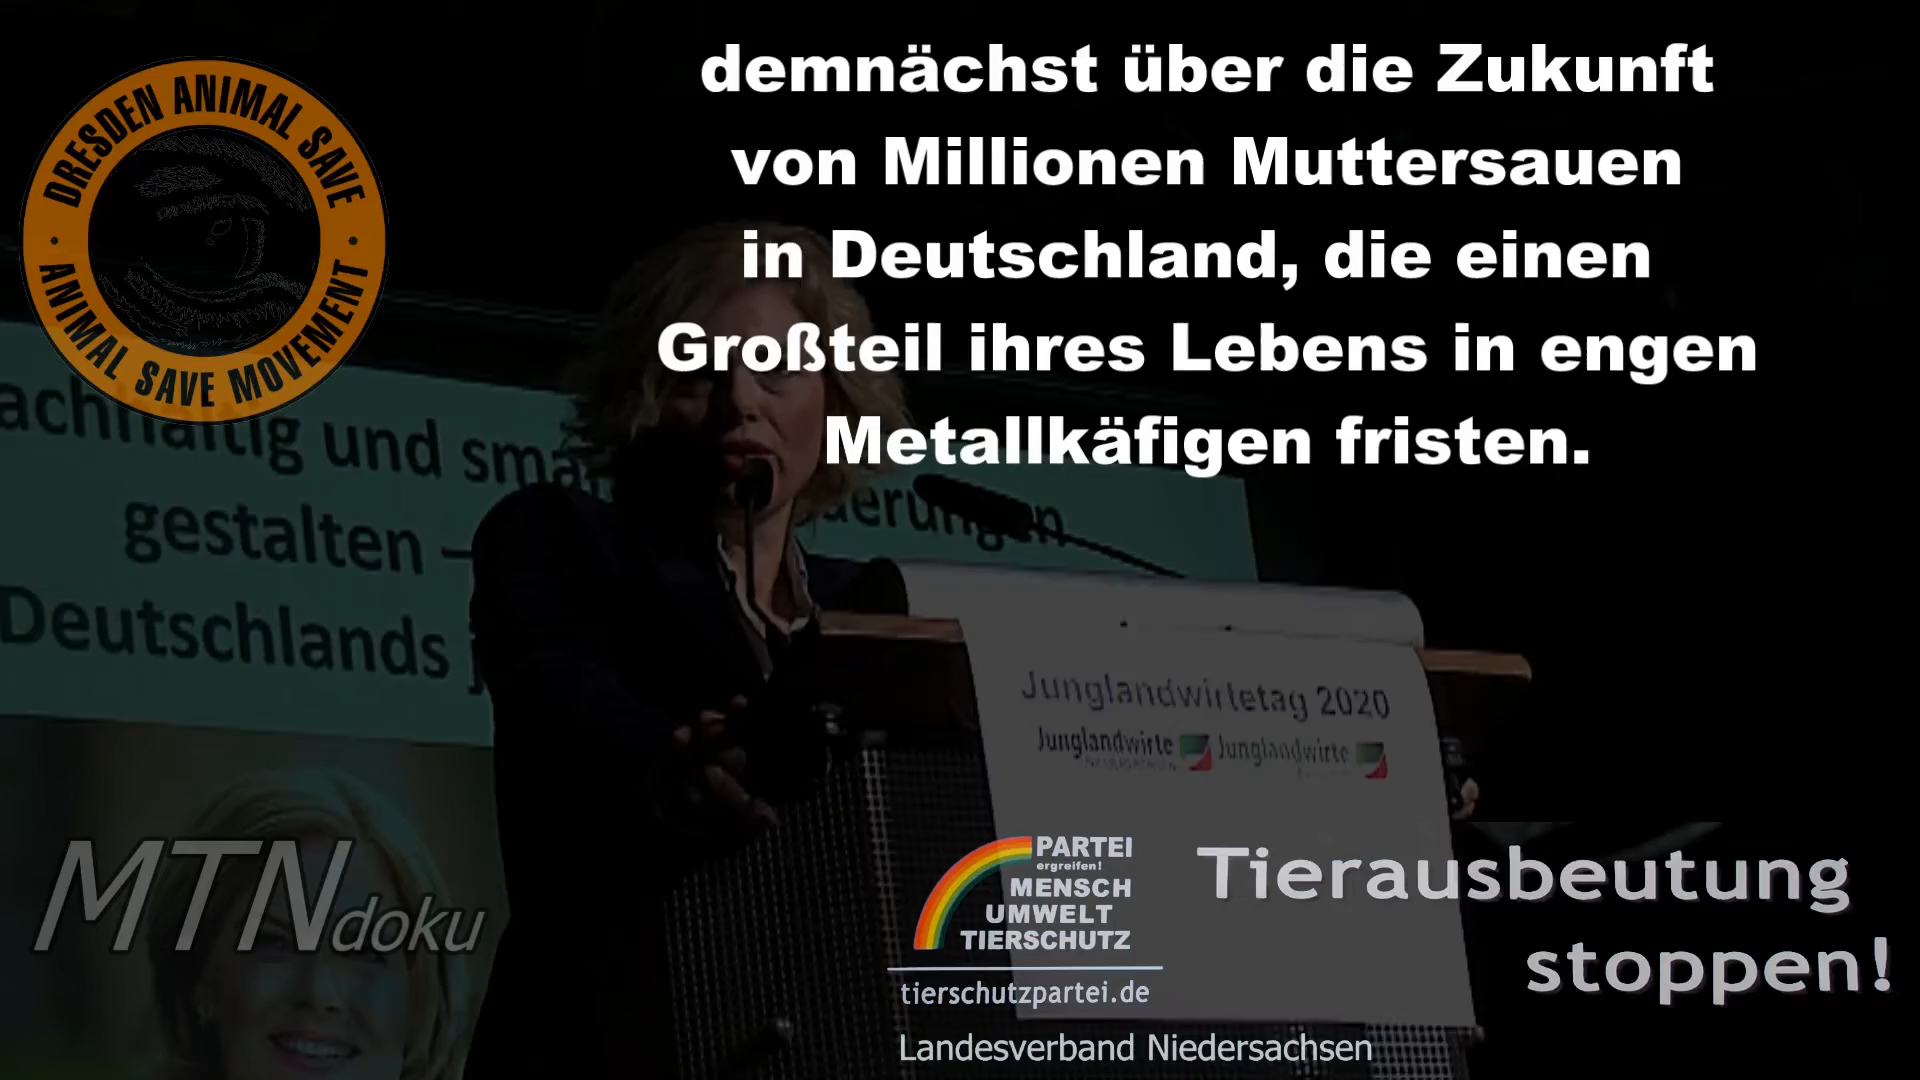 demnächst über die Zukunft
von Millionen Muttersauen
in Deutschland, die einen
Großteil ihres Lebens in engen
Metallkäfigen fristen.
DRESDEN ANIMAL SAVE
· ANIMAL SAVE MOVEMENT ·
achhaltig und
gestalten –
Deutschlands
Junglandwirtetag 2020
Junglandwirte
Junglandwirte
MTNdoku
PARTEI
ergreifen!
MENSCH
UMWELT
TIERSCHUTZ
tierschutzpartei.de
Landesverband Niedersachsen
Tierausbeutung
stoppen!